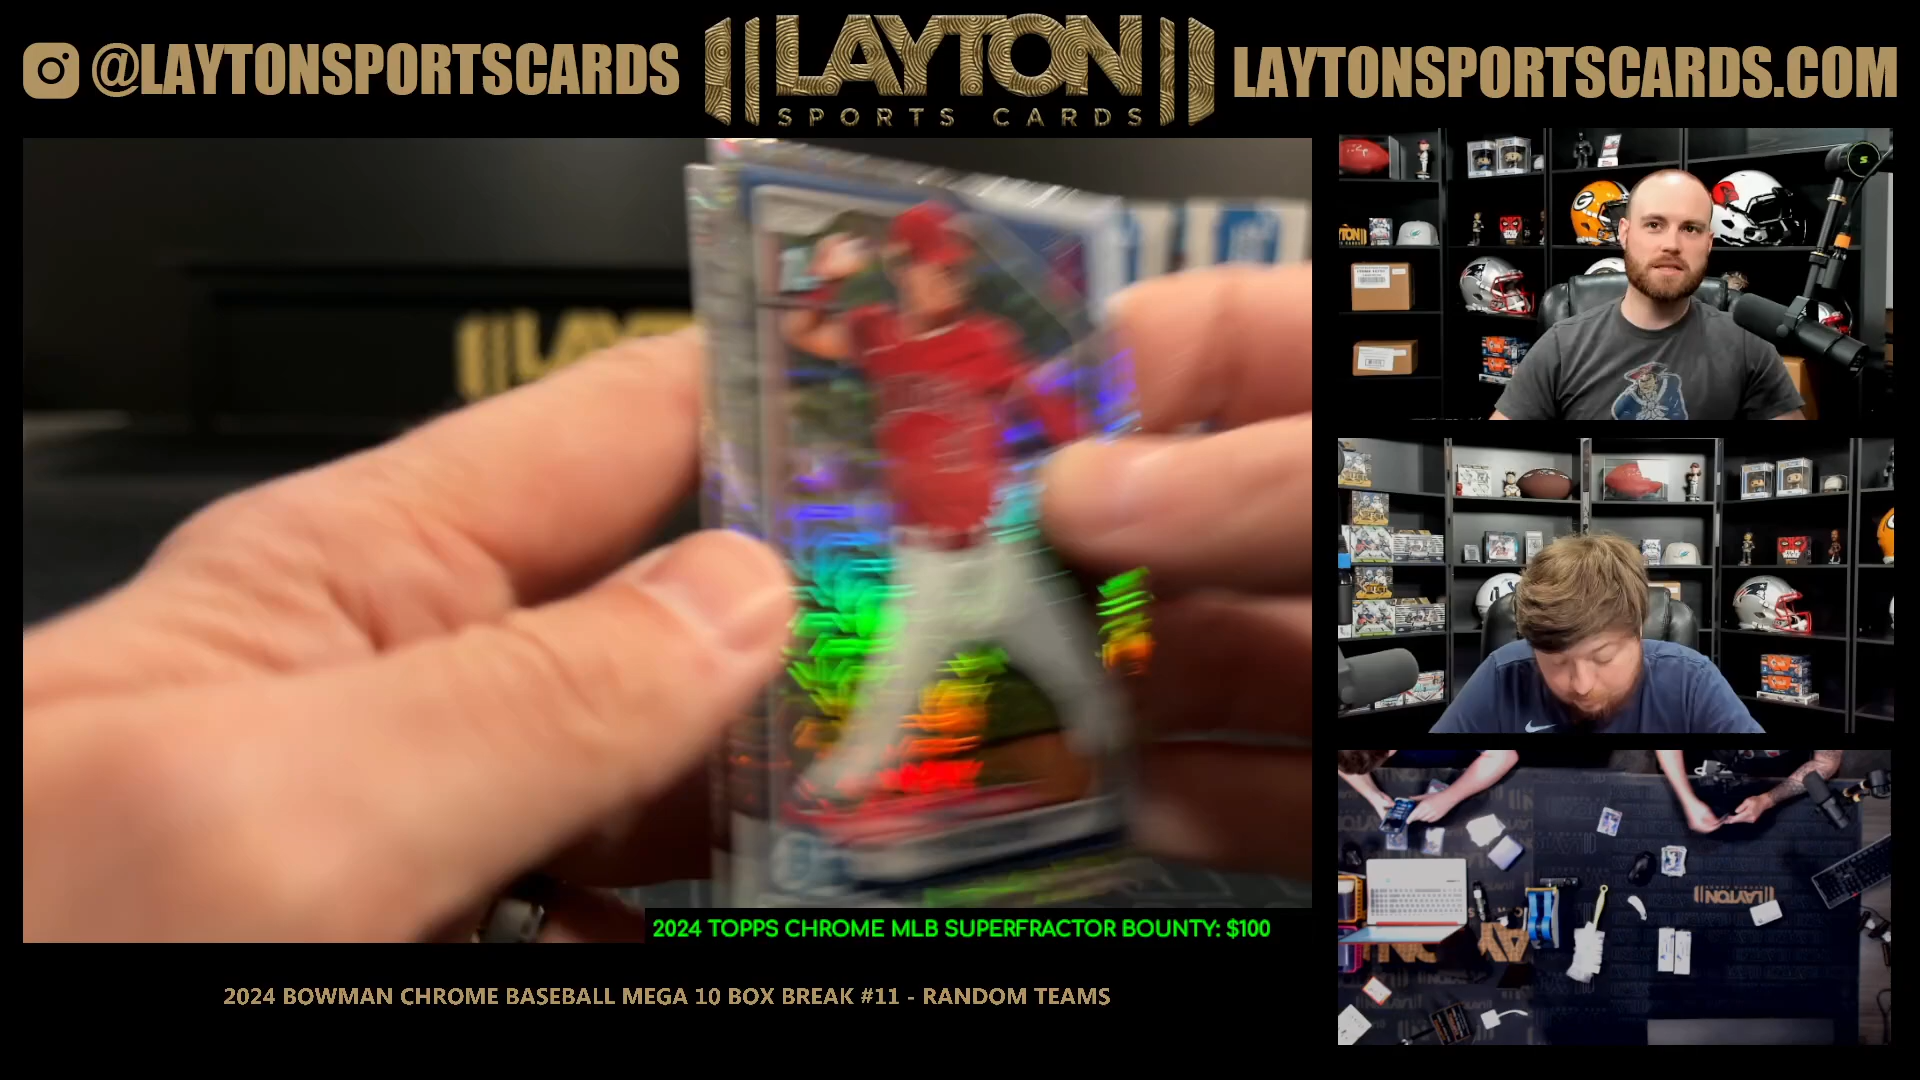 @LAYTONSPORTSCARDS
LAYTON
SPORTS CARDS
LAYTONSPORTSCARDS.COM
2024 TOPPS CHROME MLB SUPERFRACTOR BOUNTY: $100
2024 BOWMAN CHROME BASEBALL MEGA 10 BOX BREAK #11 - RANDOM TEAMS